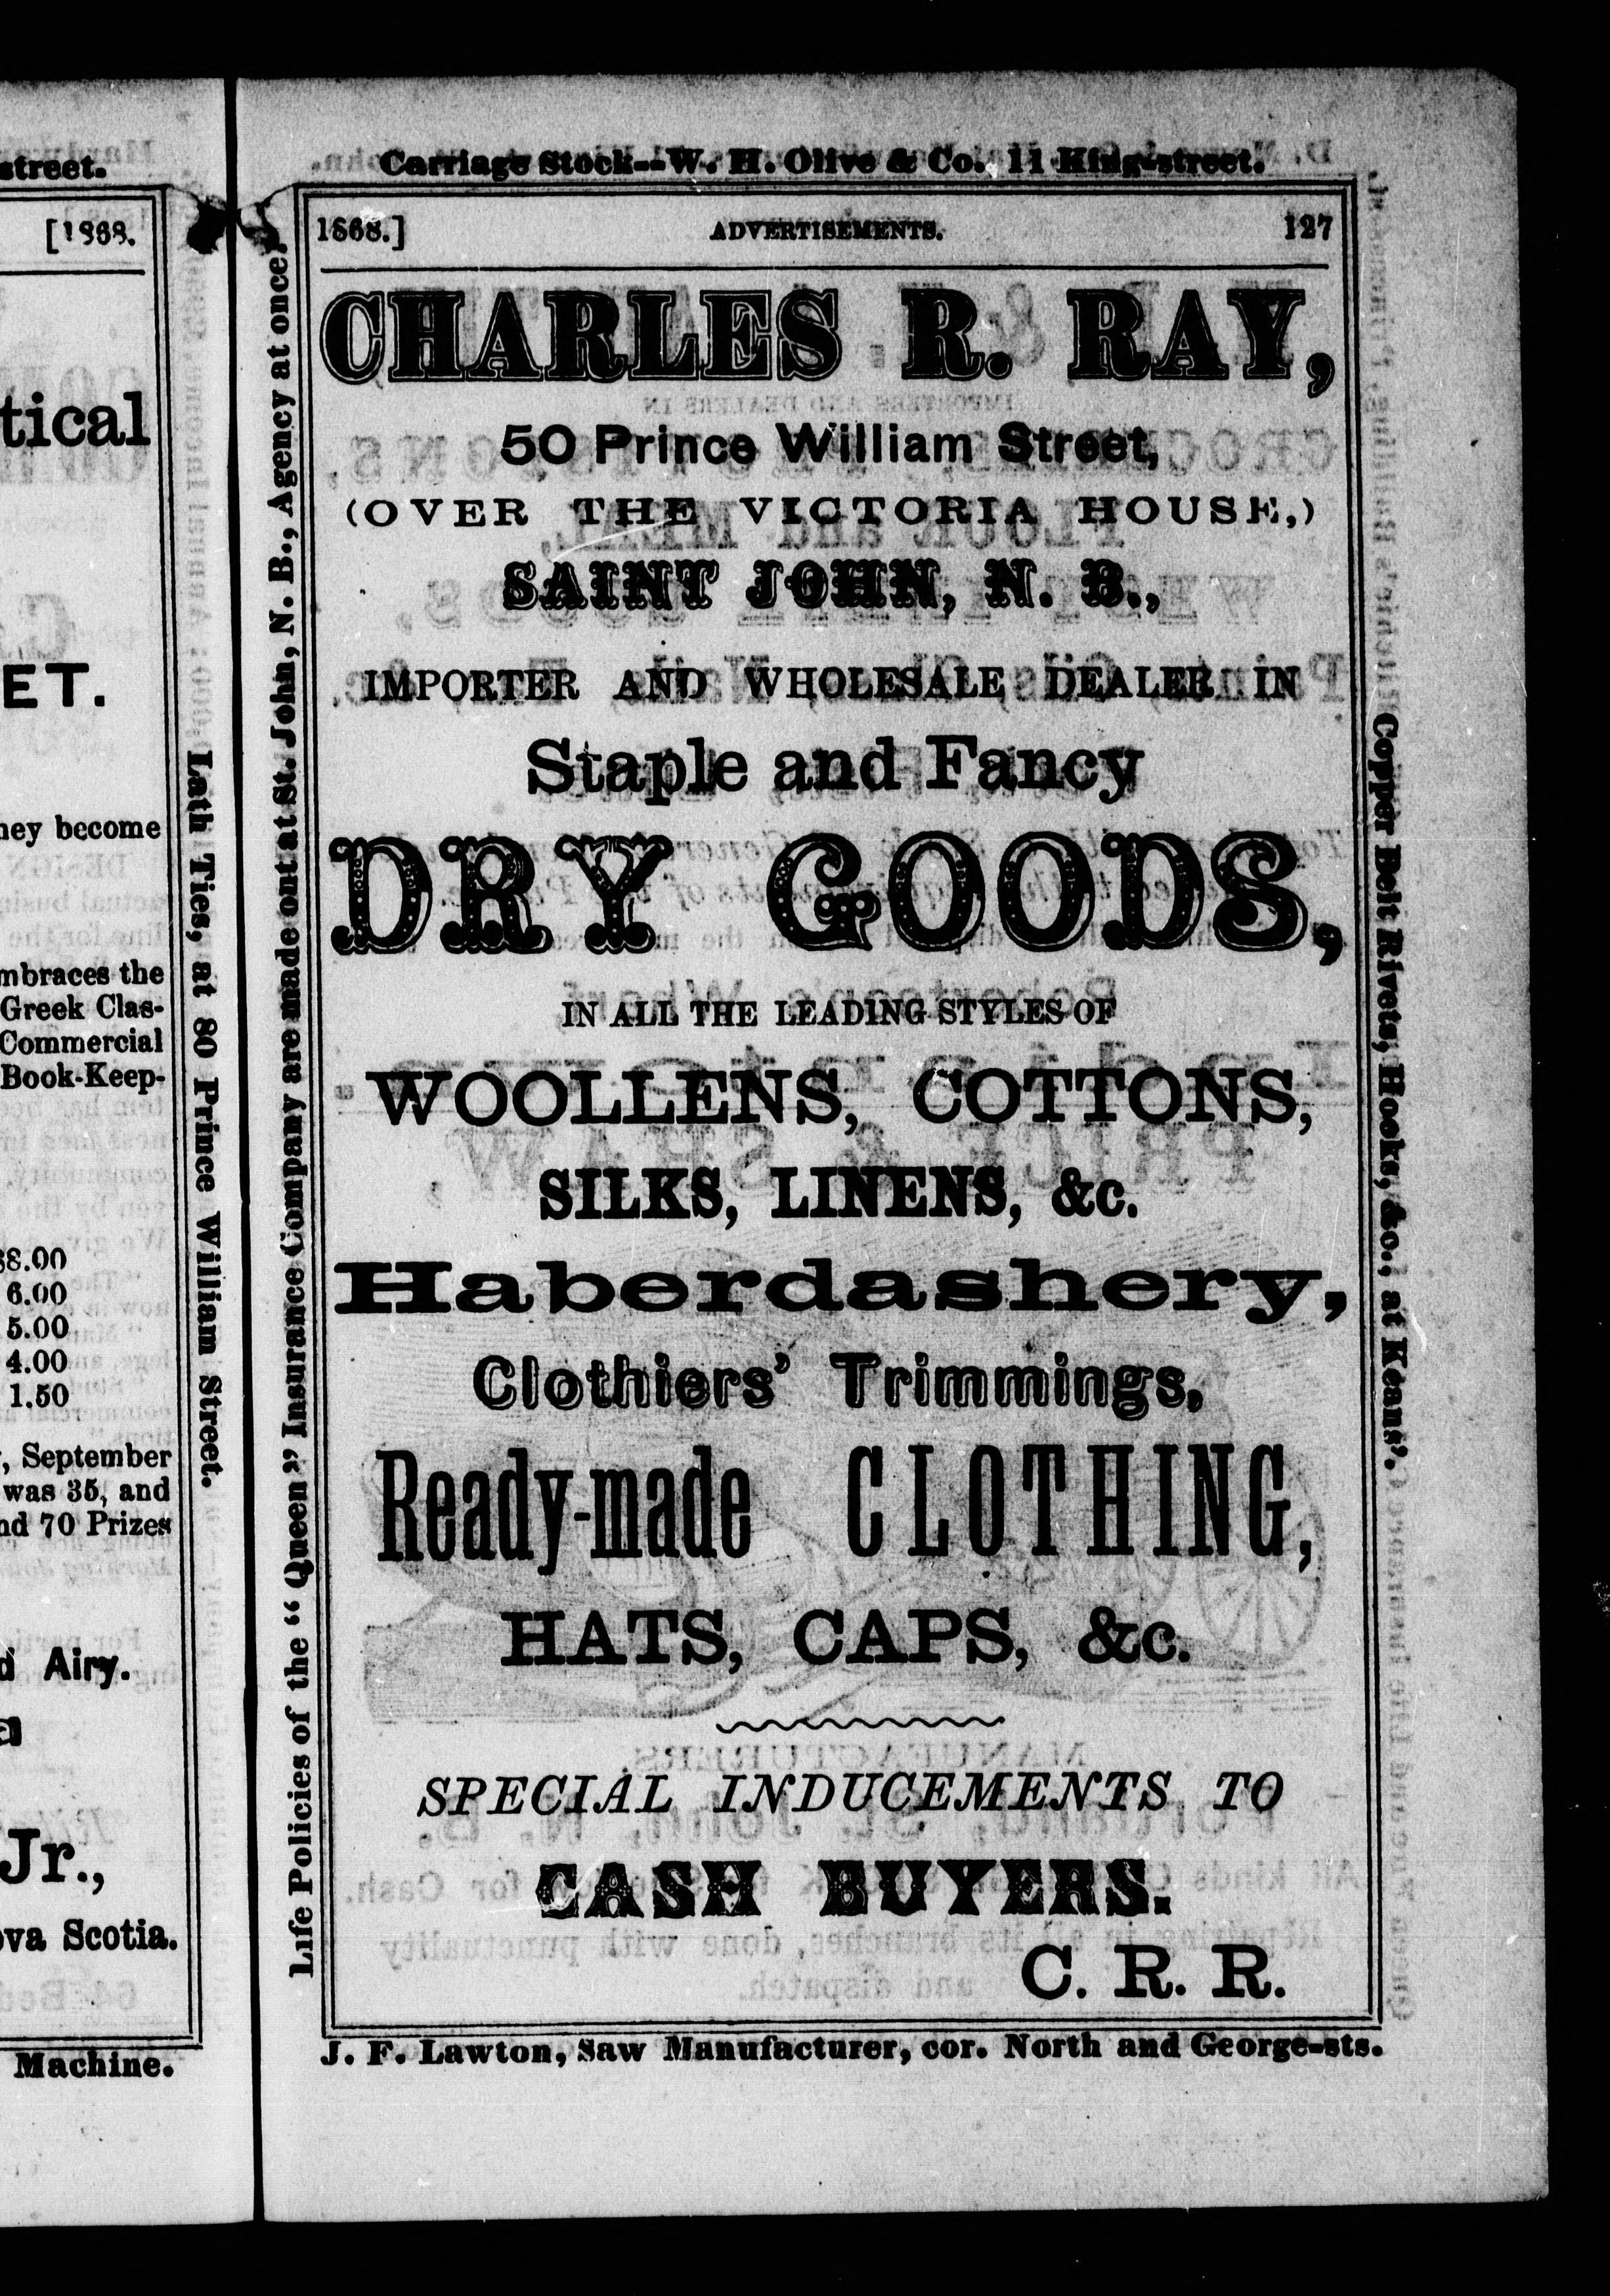 street.
[1868.
tical
ET.
hey become
mbraces the
Greek Clas-
Commercial
Book-Keep-
$8.00
6.00
5.00
4.00
1.50
, September
was 35, and
nd 70 Prizes
d Airy.
Jr.,
ova Scotia.
Machine.
Lath Ties, at 80 Prince William Street.
Life Policies of the "Queen" Insurance Company are made out at St. John, N. B., Agency at once.
Carriage Stock--W. H. Olive & Co., 11 King-street.
1868.] ADVERTISEMENTS. 127
CHARLES R. RAY,
50 Prince William Street,
(OVER THE VICTORIA HOUSE,)
SAINT JOHN, N. B.,
IMPORTER AND WHOLESALE DEALER IN
Staple and Fancy
DRY GOODS,
IN ALL THE LEADING STYLES OF
WOOLLENS, COTTONS,
SILKS, LINENS, &c.
Haberdashery,
Clothiers' Trimmings,
Ready-made CLOTHING,
HATS, CAPS, &c.
SPECIAL INDUCEMENTS TO
CASH BUYERS.
C. R. R.
J. F. Lawton, Saw Manufacturer, cor. North and George-sts.
Copper Belt Rivets, Hooks, &c., at Keans'.